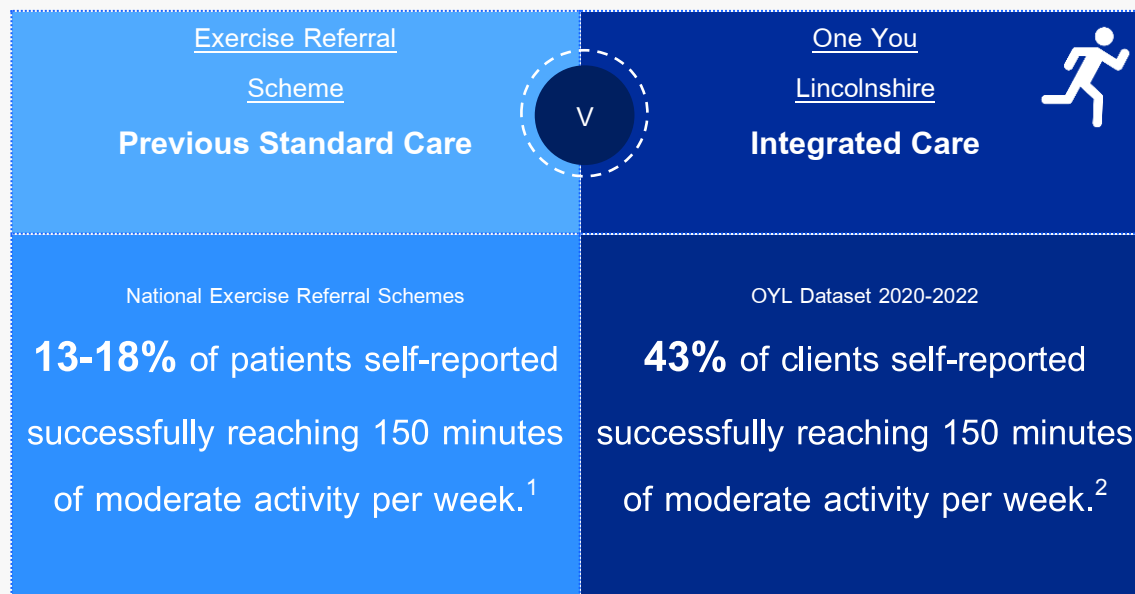 Exercise Referral
Scheme
Previous Standard Care
V
One You
Lincolnshire
Integrated Care
National Exercise Referral Schemes
13-18% of patients self-reported
successfully reaching 150 minutes
of moderate activity per week.1
OYL Dataset 2020-2022
43% of clients self-reported
successfully reaching 150 minutes
of moderate activity per week.2